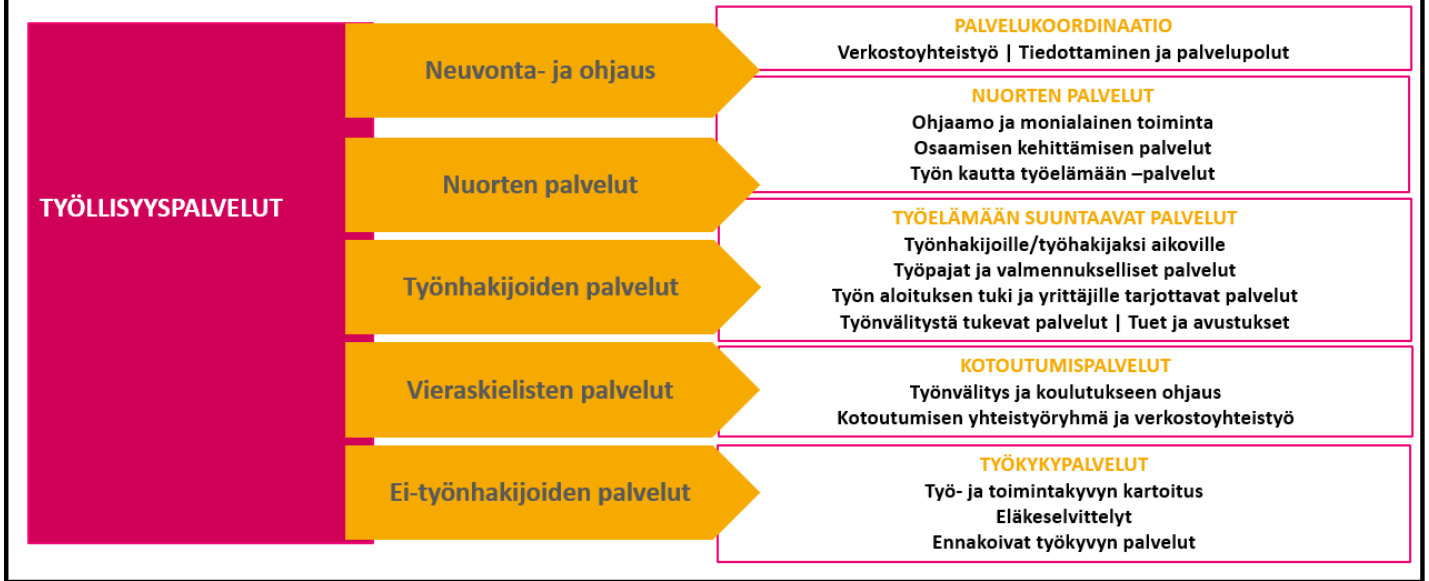 TYÖLLISYYSPALVELUT
Neuvonta- ja ohjaus
PALVELUKOORDINAATIO
Verkostoyhteistyö | Tiedottaminen ja palvelupolut
Nuorten palvelut
NUORTEN PALVELUT
Ohjaamo ja monialainen toiminta
Osaamisen kehittämisen palvelut
Työn kautta työelämään –palvelut
Työnhakijoiden palvelut
TYÖELÄMÄÄN SUUNTAAVAT PALVELUT
Työnhakijoille/työhakijaksi aikoville
Työpajat ja valmennukselliset palvelut
Työn aloituksen tuki ja yrittäjille tarjottavat palvelut
Työnvälitystä tukevat palvelut | Tuet ja avustukset
Vieraskielisten palvelut
KOTOUTUMISPALVELUT
Työnvälitys ja koulutukseen ohjaus
Kotoutumisen yhteistyöryhmä ja verkostoyhteistyö
Ei-työnhakijoiden palvelut
TYÖKYKYPALVELUT
Työ- ja toimintakyvyn kartoitus
Eläkeselvittelyt
Ennakoivat työkyvyn palvelut